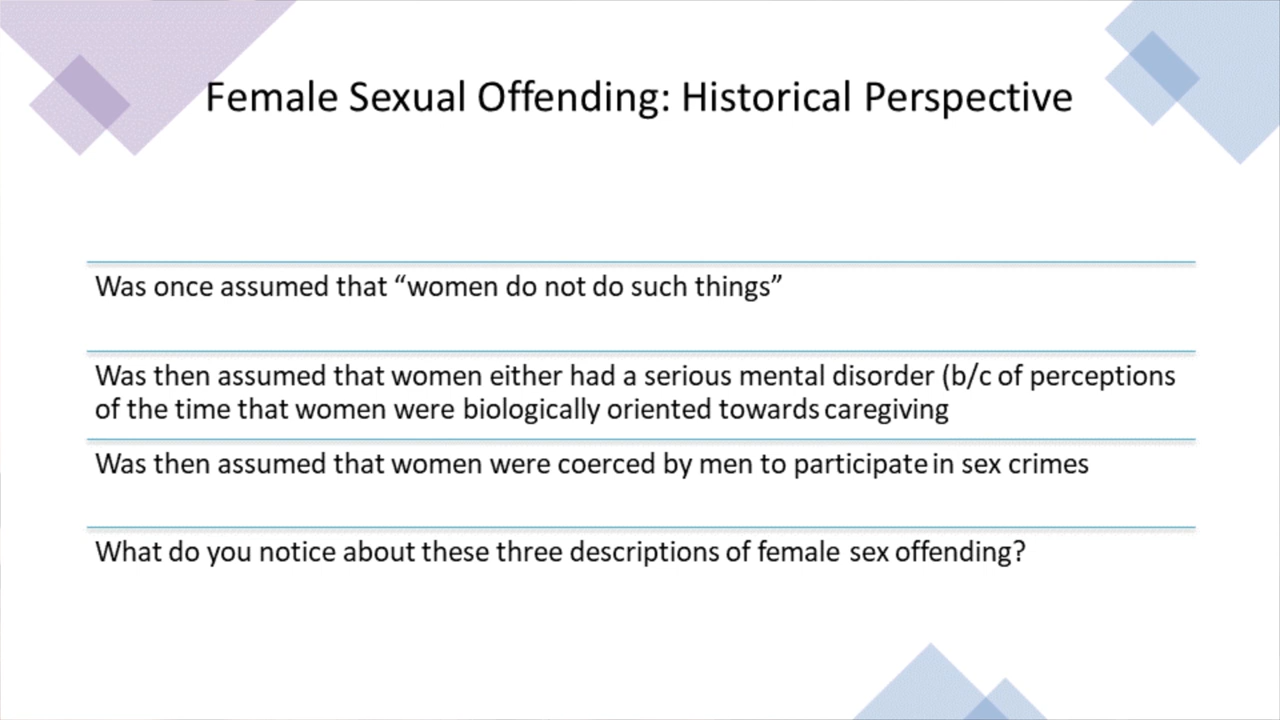 Female Sexual Offending: Historical Perspective
Was once assumed that “women do not do such things”
Was then assumed that women either had a serious mental disorder (b/c of perceptions
of the time that women were biologically oriented towards caregiving
Was then assumed that women were coerced by men to participate in sex crimes
What do you notice about these three descriptions of female sex offending?